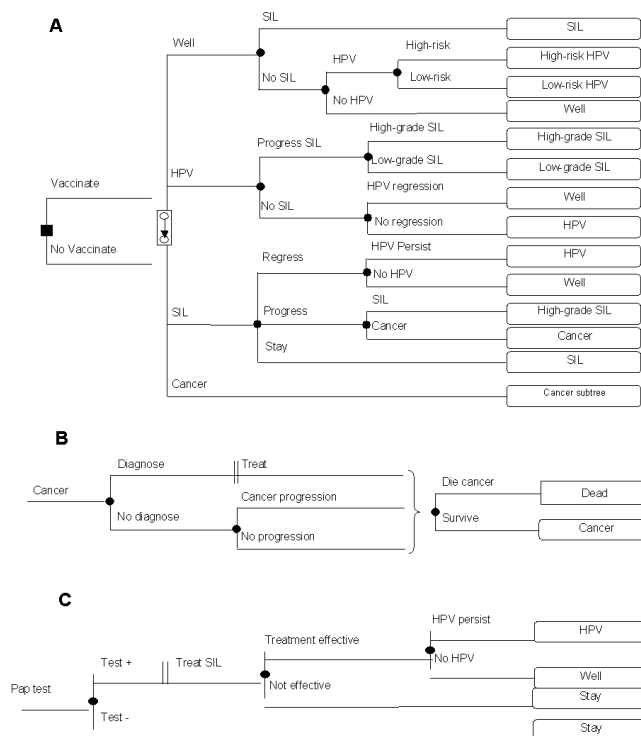 A
SIL
SIL
Well
High-risk
HPV
High-risk HPV
No SIL
Low-risk
Low-risk HPV
No HPV
Well
High-grade SIL
Progress SIL
High-grade SIL
Low-grade SIL
Low-grade SIL
HPV
HPV regression
Vaccinate
No SIL
Well
No regression
HPV
No Vaccinate
HPV Persist
Regress
HPV
No HPV
Well
SIL
SIL
Progress
High-grade SIL
Cancer
Cancer
Stay
SIL
Cancer
Cancer subtree
B
Diagnose
Treat
Die cancer
Cancer
Cancer progression
Dead
No diagnose
Survive
No progression
Cancer
C
HPV persist
Treatment effective
HPV
Test +
Treat SIL
No HPV
Pap test
Not effective
Well
Stay
Test -
Stay